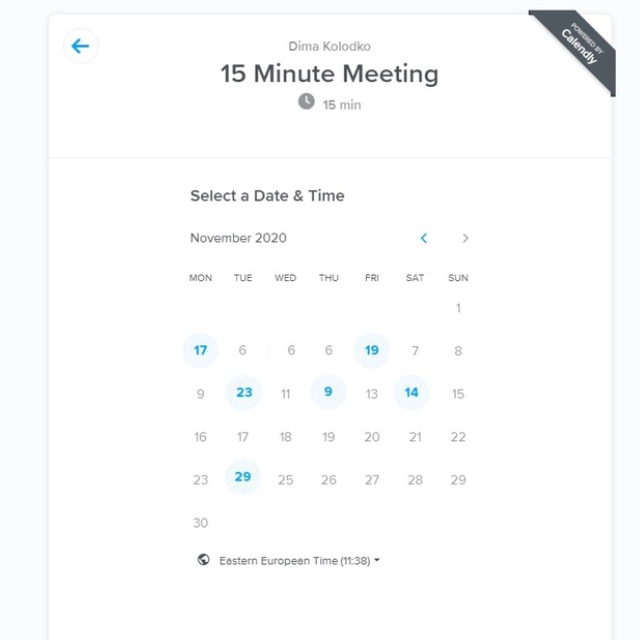 POWERED BY
Calendly
Dima Kolodko
15 Minute Meeting
15 min
Select a Date & Time
November 2020
MON TUE WED THU FRI SAT SUN
1
17 6 6 6 19 7 8
9 23 11 9 13 14 15
16 17 18 19 20 21 22
23 29 25 26 27 28 29
30
Eastern European Time (11:38)